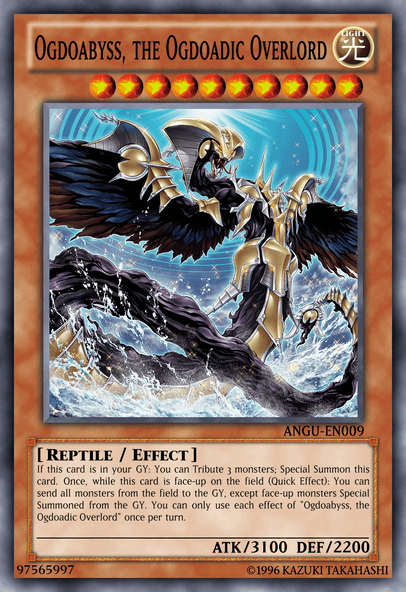 Ogdoabyss, the Ogdoadic Overlord
LIGHT
光
ANGU-EN009
[ Reptile / Effect ]
If this card is in your GY: You can Tribute 3 monsters; Special Summon this
card. Once, while this card is face-up on the field (Quick Effect): You can
send all monsters from the field to the GY, except face-up monsters Special
Summoned from the GY. You can only use each effect of "Ogdoabyss, the
Ogdoadic Overlord" once per turn.
ATK/3100 DEF/2200
97565997
©1996 KAZUKI TAKAHASHI